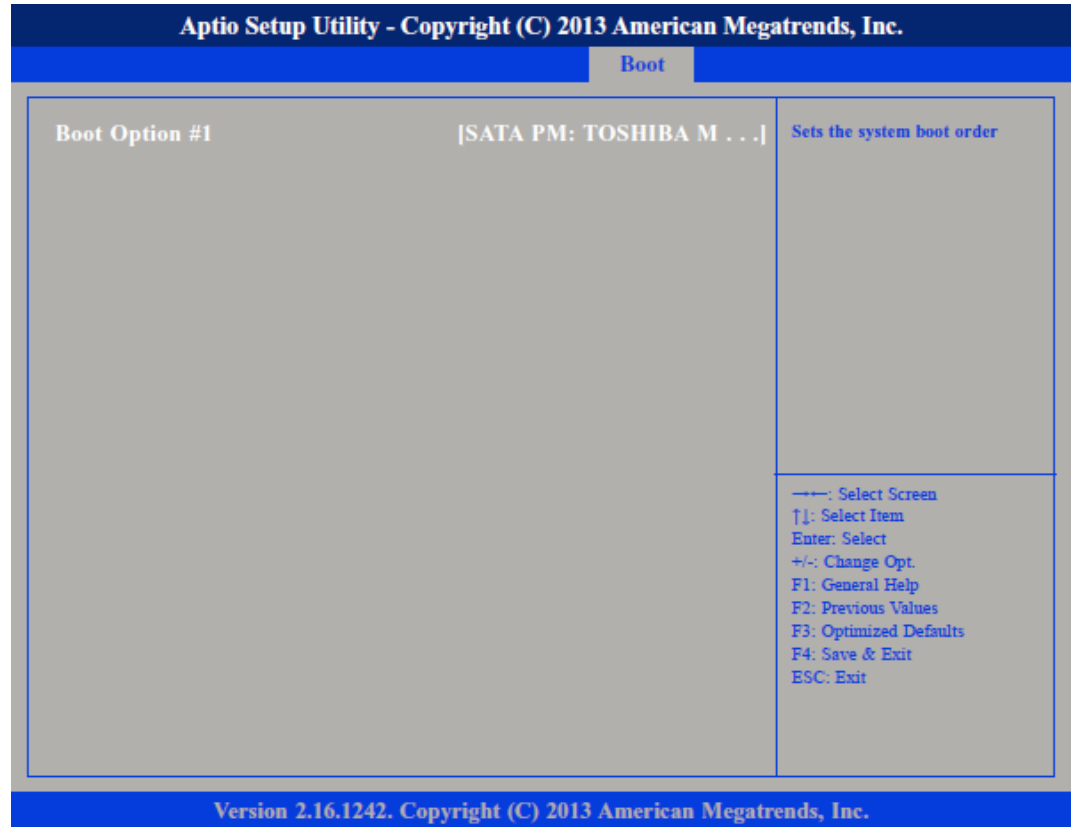 Aptio Setup Utility - Copyright (C) 2013 American Megatrends, Inc.
Boot
Boot Option #1 [SATA PM: TOSHIBA M . . .]
Sets the system boot order
→←: Select Screen
↑↓: Select Item
Enter: Select
+/-: Change Opt.
F1: General Help
F2: Previous Values
F3: Optimized Defaults
F4: Save & Exit
ESC: Exit
Version 2.16.1242. Copyright (C) 2013 American Megatrends, Inc.